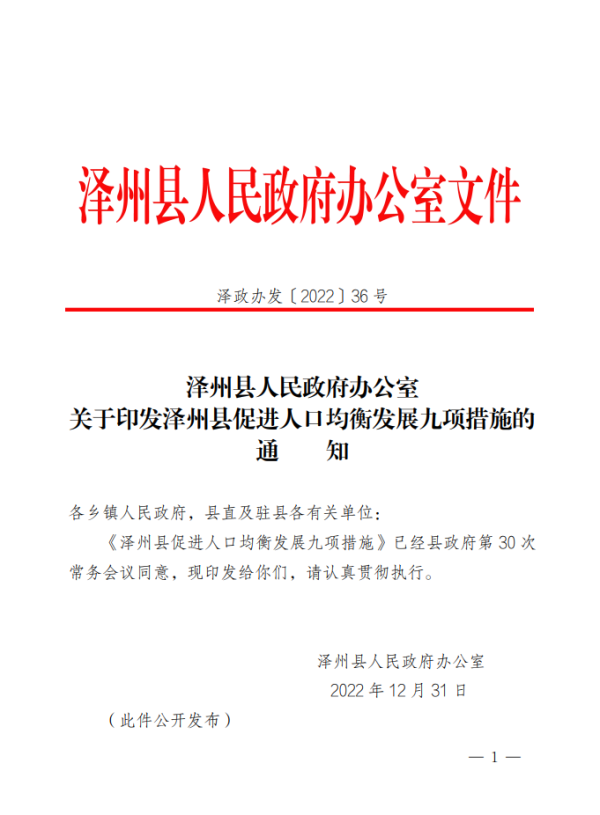 泽州县人民政府办公室文件
泽政办发〔2022〕36号
泽州县人民政府办公室
关于印发泽州县促进人口均衡发展九项措施的
通 知
各乡镇人民政府，县直及驻县各有关单位：
《泽州县促进人口均衡发展九项措施》已经县政府第30次
常务会议同意，现印发给你们，请认真贯彻执行。
泽州县人民政府办公室
2022年12月31日
（此件公开发布）
— 1 —